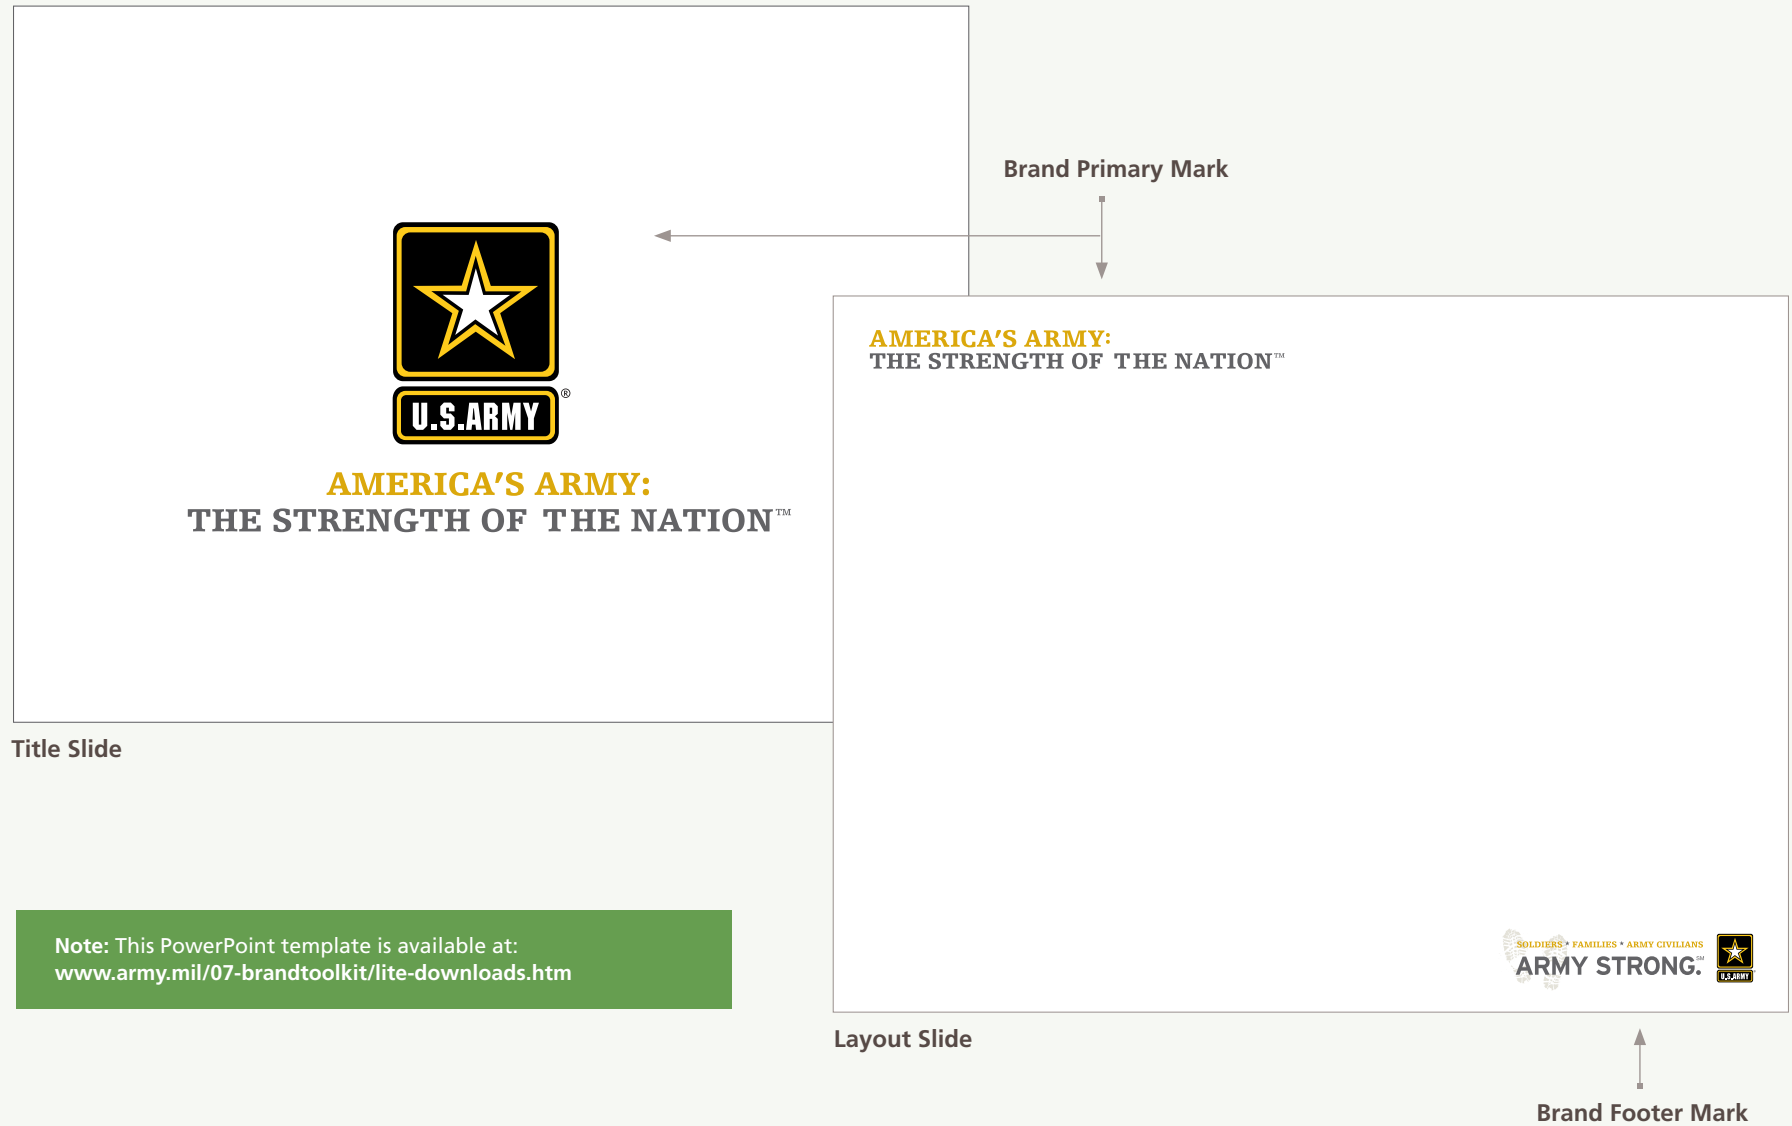 Brand Primary Mark
U.S.ARMY®
AMERICA'S ARMY:
THE STRENGTH OF THE NATION™
Title Slide
AMERICA'S ARMY:
THE STRENGTH OF THE NATION™
SOLDIERS * FAMILIES * ARMY CIVILIANS
ARMY STRONG.℠
U.S.ARMY
Layout Slide
Brand Footer Mark
Note: This PowerPoint template is available at:
www.army.mil/07-brandtoolkit/lite-downloads.htm